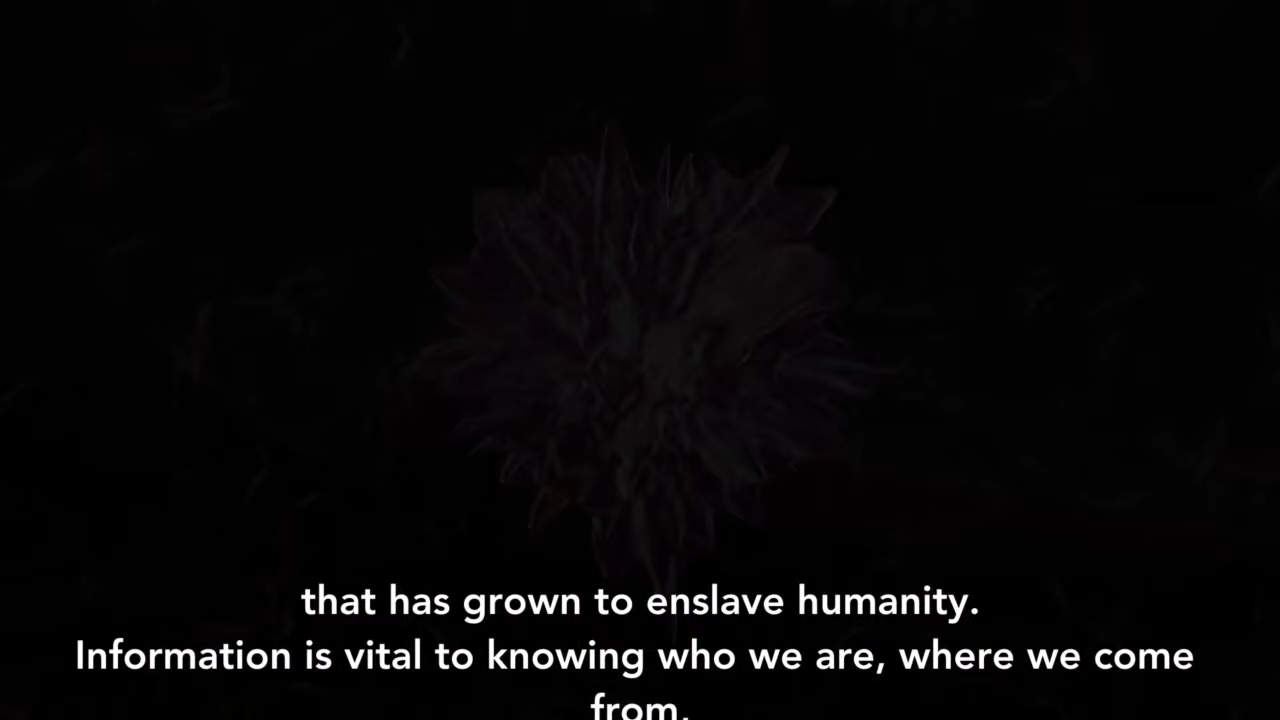 that has grown to enslave humanity.
Information is vital to knowing who we are, where we come
from,